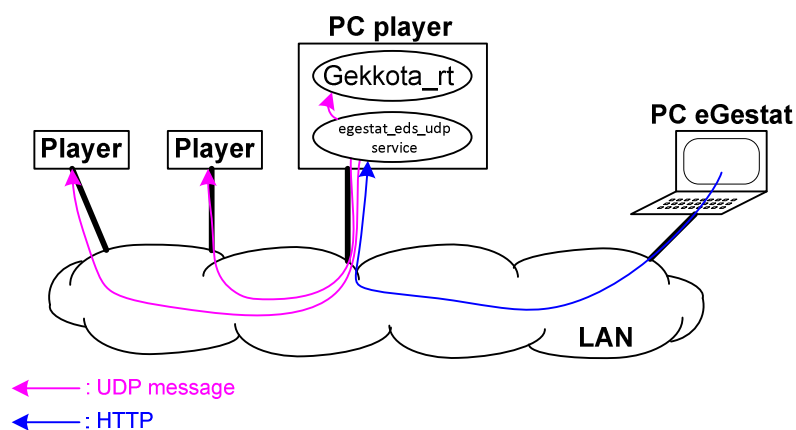 PC player
Gekkota_rt
egestat_eds_udp
service
PC eGestat
Player
Player
LAN
: UDP message
: HTTP